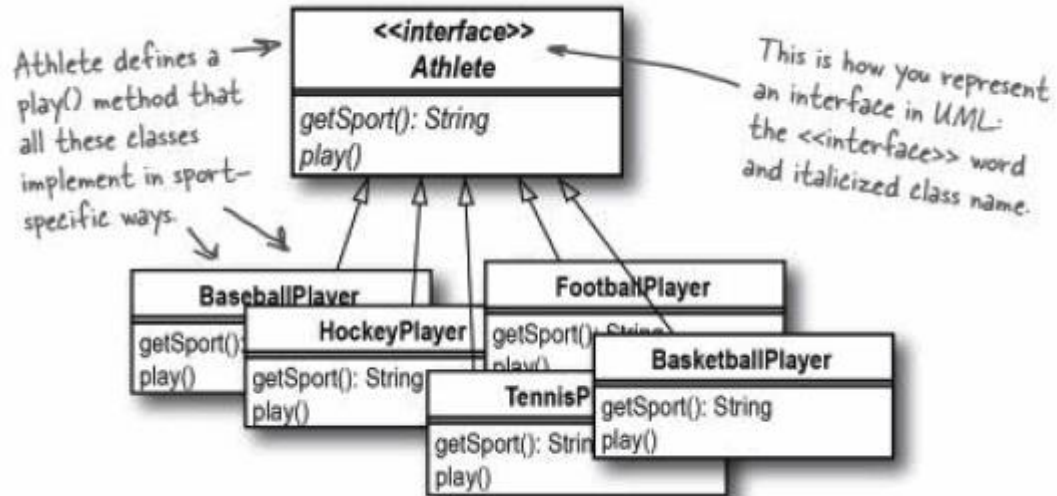 Athlete defines a
play() method that
all these classes
implement in sport-
specific ways.
<<interface>>
Athlete
getSport(): String
play()
This is how you represent
an interface in UML:
the <<interface>> word
and italicized class name.
BaseballPlayer
getSport():
play()
HockeyPlayer
getSport(): String
play()
FootballPlayer
getSport(): String
play()
TennisP
getSport(): Strin
play()
BasketballPlayer
getSport(): String
play()